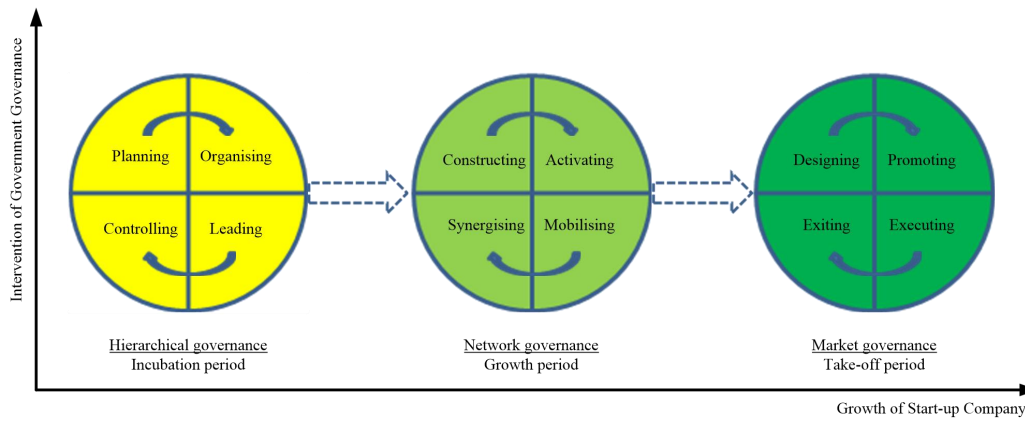 Intervention of Government Governance
Planning
Organising
Controlling
Leading
Constructing
Activating
Synergising
Mobilising
Designing
Promoting
Exiting
Executing
Hierarchical governance
Incubation period
Network governance
Growth period
Market governance
Take-off period
Growth of Start-up Company